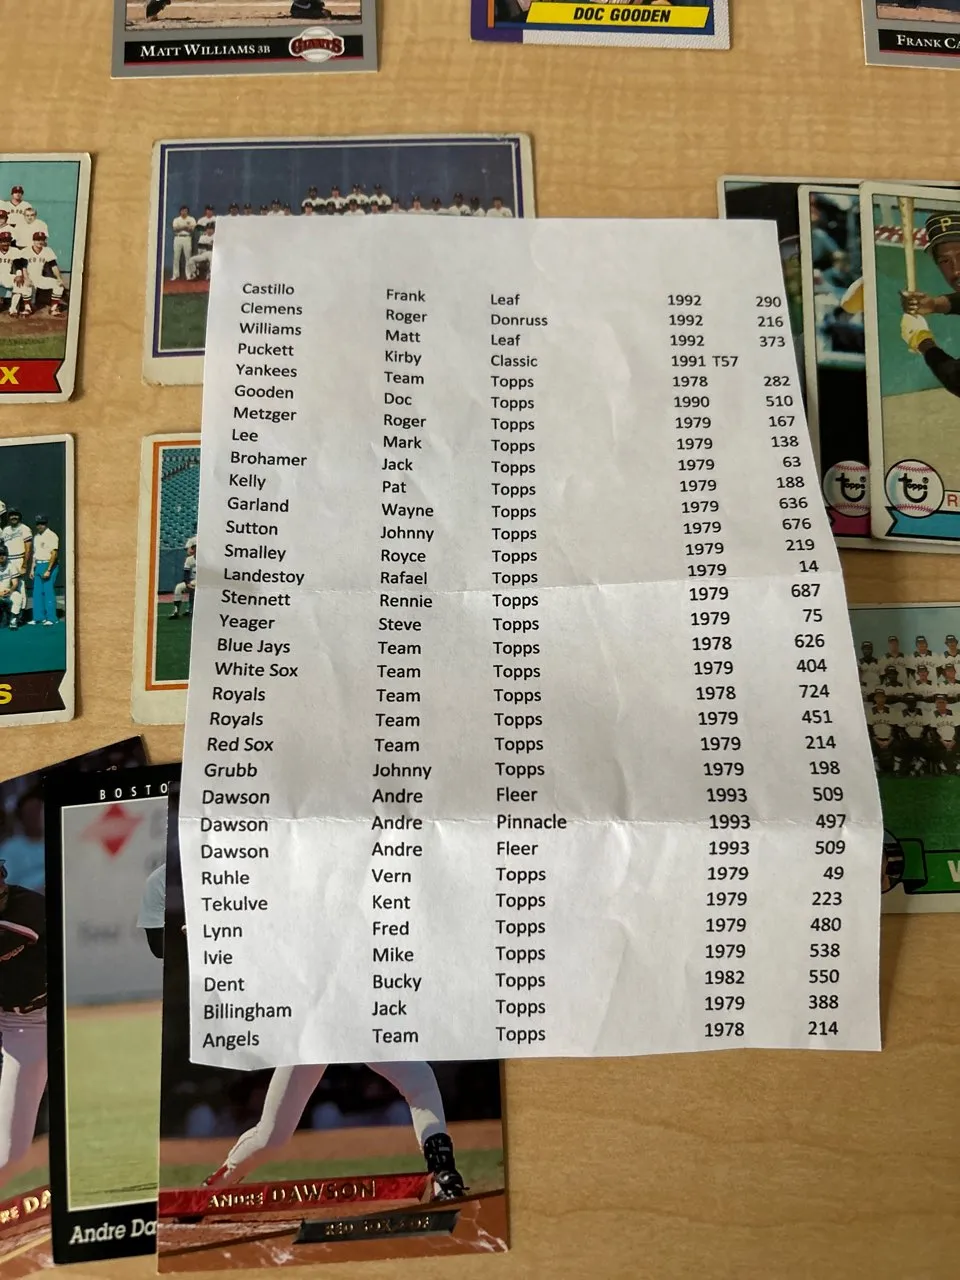 MATT WILLIAMS 3B
GIANTS
DOC GOODEN
FRANK CA
Castillo Frank Leaf 1992 290
Clemens Roger Donruss 1992 216
Williams Matt Leaf 1992 373
Puckett Kirby Classic 1991 T57
Yankees Team Topps 1978 282
Gooden Doc Topps 1990 510
Metzger Roger Topps 1979 167
Lee Mark Topps 1979 138
Brohamer Jack Topps 1979 63
Kelly Pat Topps 1979 188
Garland Wayne Topps 1979 636
Sutton Johnny Topps 1979 676
Smalley Royce Topps 1979 219
Landestoy Rafael Topps 1979 14
Stennett Rennie Topps 1979 687
Yeager Steve Topps 1979 75
Blue Jays Team Topps 1978 626
White Sox Team Topps 1979 404
Royals Team Topps 1978 724
Royals Team Topps 1979 451
Red Sox Team Topps 1979 214
Grubb Johnny Topps 1979 198
Dawson Andre Fleer 1993 509
Dawson Andre Pinnacle 1993 497
Dawson Andre Fleer 1993 509
Ruhle Vern Topps 1979 49
Tekulve Kent Topps 1979 223
Lynn Fred Topps 1979 480
Ivie Mike Topps 1979 538
Dent Bucky Topps 1982 550
Billingham Jack Topps 1979 388
Angels Team Topps 1978 214
X
S
P
topps
topps
R
W
BOSTO
RE DA
Andre Da
ANDRE DAWSON
RED SOX